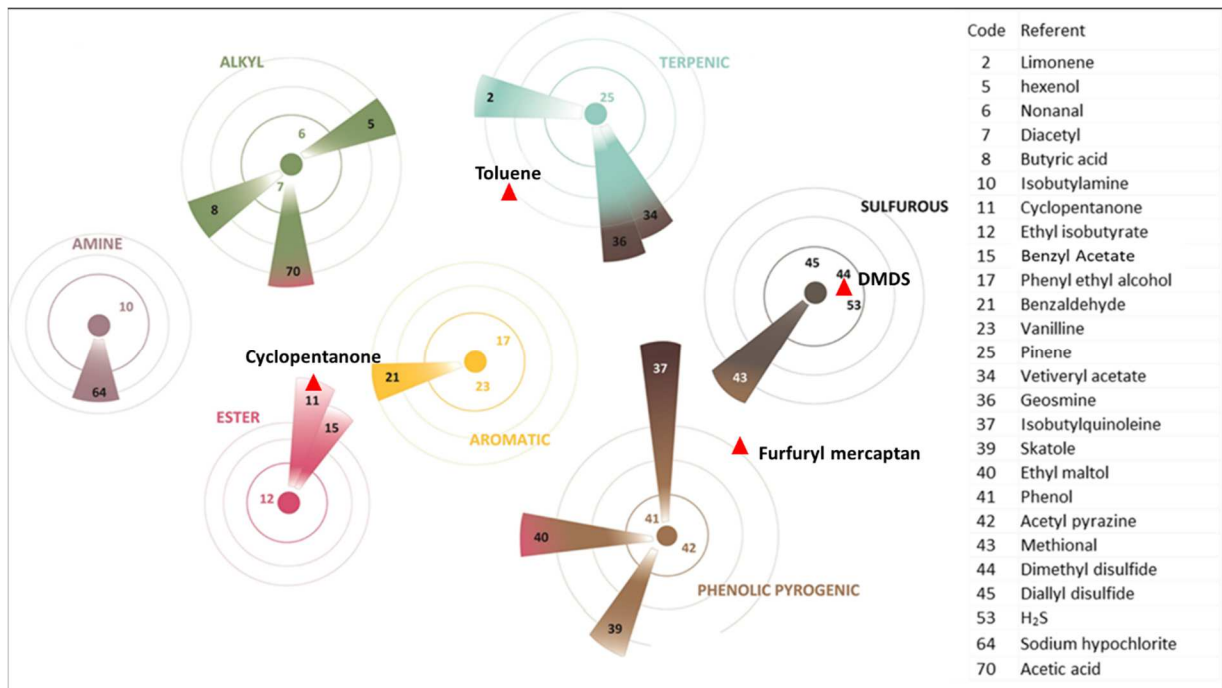 ALKYL
6
5
7
8
70
TERPENIC
2
25
34
36
Toluene
SULFUROUS
45
44
DMDS
53
43
AMINE
10
64
Cyclopentanone
11
15
ESTER
12
17
21
23
AROMATIC
37
Furfuryl mercaptan
41
40
42
PHENOLIC PYROGENIC
39
Code Referent
2 Limonene
5 hexenol
6 Nonanal
7 Diacetyl
8 Butyric acid
10 Isobutylamine
11 Cyclopentanone
12 Ethyl isobutyrate
15 Benzyl Acetate
17 Phenyl ethyl alcohol
21 Benzaldehyde
23 Vanilline
25 Pinene
34 Vetiveryl acetate
36 Geosmine
37 Isobutylquinoleine
39 Skatole
40 Ethyl maltol
41 Phenol
42 Acetyl pyrazine
43 Methional
44 Dimethyl disulfide
45 Diallyl disulfide
53 H₂S
64 Sodium hypochlorite
70 Acetic acid